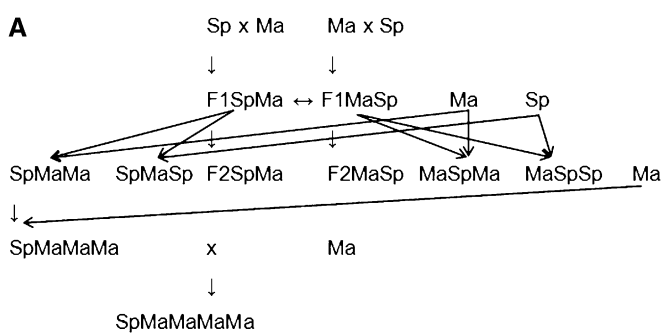 A
Sp x Ma Ma x Sp
↓ ↓
F1SpMa ↔ F1MaSp Ma Sp
↓ ↓
SpMaMa SpMaSp F2SpMa F2MaSp MaSpMa MaSpSp Ma
↓
SpMaMaMa x Ma
↓
SpMaMaMaMa